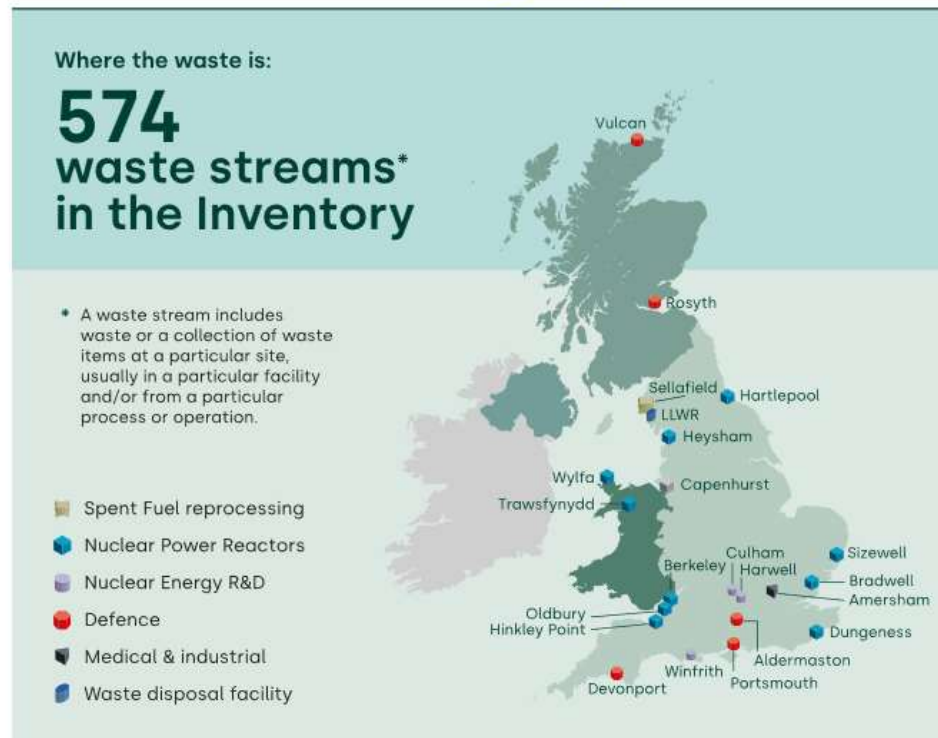 Where the waste is:
574
waste streams*
in the Inventory
* A waste stream includes
waste or a collection of waste
items at a particular site,
usually in a particular facility
and/or from a particular
process or operation.
Spent Fuel reprocessing
Nuclear Power Reactors
Nuclear Energy R&D
Defence
Medical & industrial
Waste disposal facility
Vulcan
Rosyth
Sellafield
Hartlepool
LLWR
Heysham
Wylfa
Capenhurst
Trawsfynydd
Culham
Sizewell
Berkeley
Harwell
Bradwell
Amersham
Oldbury
Hinkley Point
Dungeness
Aldermaston
Winfrith
Portsmouth
Devonport